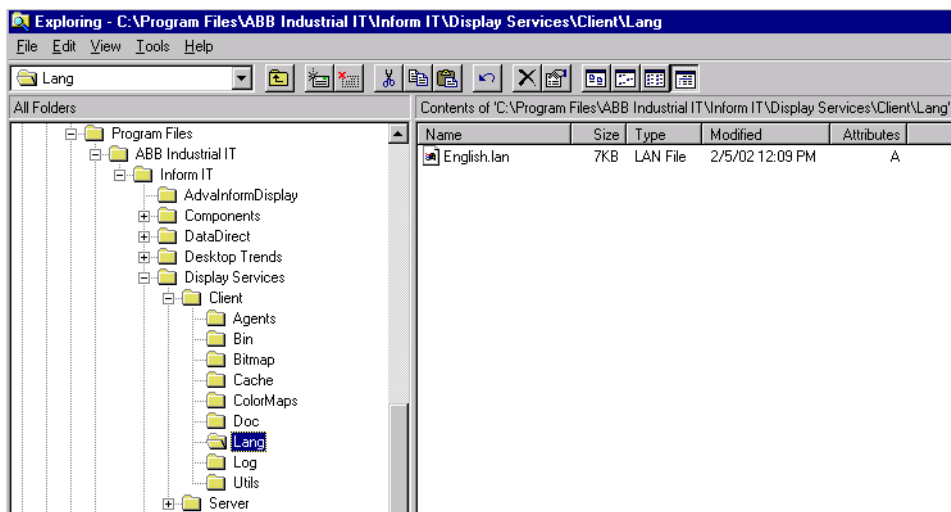 Exploring - C:\Program Files\ABB Industrial IT\Inform IT\Display Services\Client\Lang
File Edit View Tools Help
Lang
All Folders
Contents of 'C:\Program Files\ABB Industrial IT\Inform IT\Display Services\Client\Lang'
Program Files
ABB Industrial IT
Inform IT
AdvaInformDisplay
Components
DataDirect
Desktop Trends
Display Services
Client
Agents
Bin
Bitmap
Cache
ColorMaps
Doc
Lang
Log
Utils
Server
Name Size Type Modified Attributes
English.lan 7KB LAN File 2/5/02 12:09 PM A